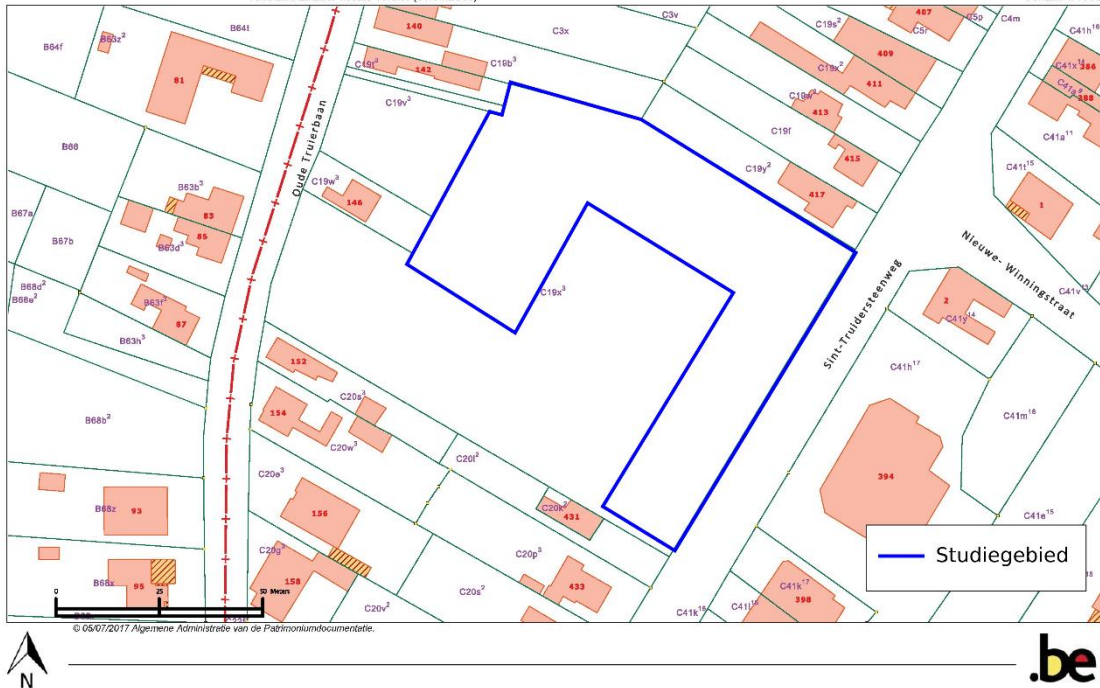 140
C3x
C3v
C19s²
407
C5r
C5p
C4m
C41h¹⁶
B64f
B63z²
B64t
81
C19t³
142
C19b³
C19v³
409
411
C19x²
C19w²
413
386
C41x¹⁴
388
C41a⁹
B66
Oude Truierbaan
C19f
415
C41a¹¹
C41t¹⁵
B63b³
83
85
B63d³
C19w³
146
C19y²
417
1
B67a
B67b
B68d²
B68e²
Nieuwe- Winningstraat
C41v¹³
Sint-Truidersteenweg
B63f³
87
B63h³
C19x³
2
C41y¹⁴
152
C41h¹⁷
C20s³
154
C20w³
B68b²
C41m¹⁶
C20l²
C20e³
394
B68z
93
156
C20k²
431
C41e¹⁵
C20g³
C20p³
Studiegebied
B68x
95
158
C20v²
C20s²
433
C41k¹⁶
C41l¹⁶
C41k¹⁷
398
0 25 50 Meters
© 05/07/2017 Algemene Administratie van de Patrimoniumdocumentatie.
N
.be